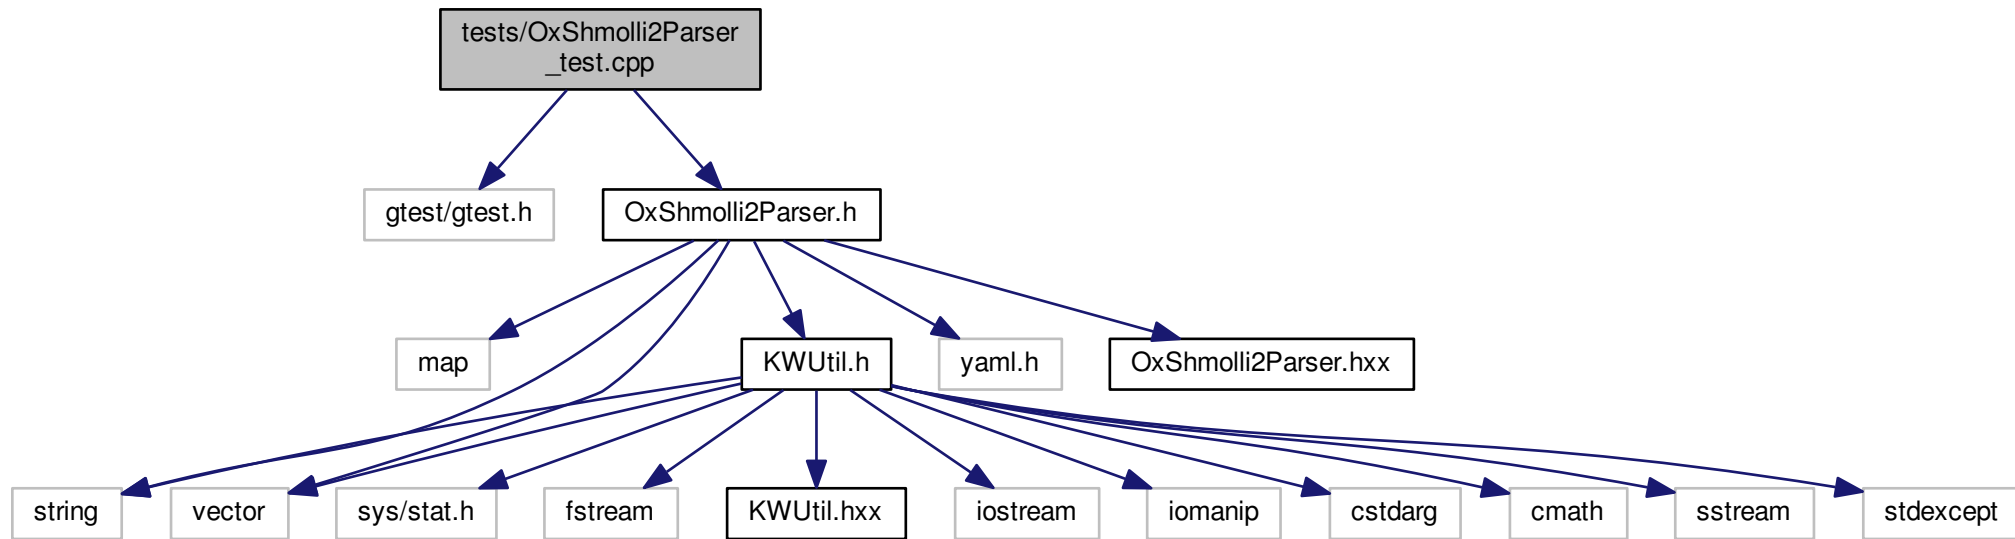 tests/OxShmolli2Parser
_test.cpp
gtest/gtest.h
OxShmolli2Parser.h
map
KWUtil.h
yaml.h
OxShmolli2Parser.hxx
string
vector
sys/stat.h
fstream
KWUtil.hxx
iostream
iomanip
cstdarg
cmath
sstream
stdexcept